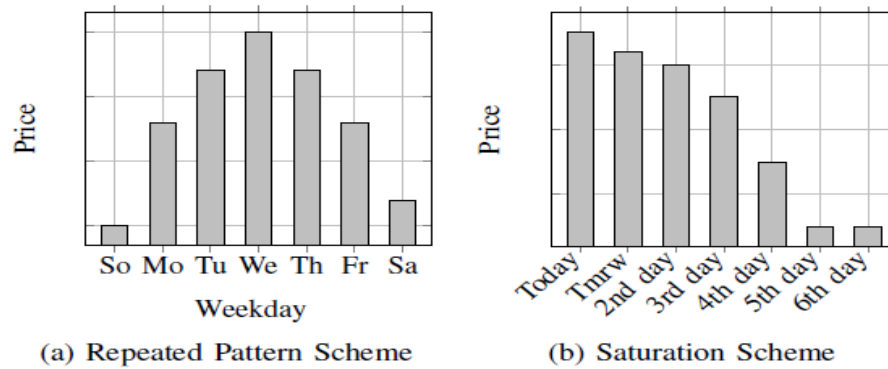 Price
So Mo Tu We Th Fr Sa
Weekday
(a) Repeated Pattern Scheme
Price
Today Tmrw 2nd day 3rd day 4th day 5th day 6th day
(b) Saturation Scheme